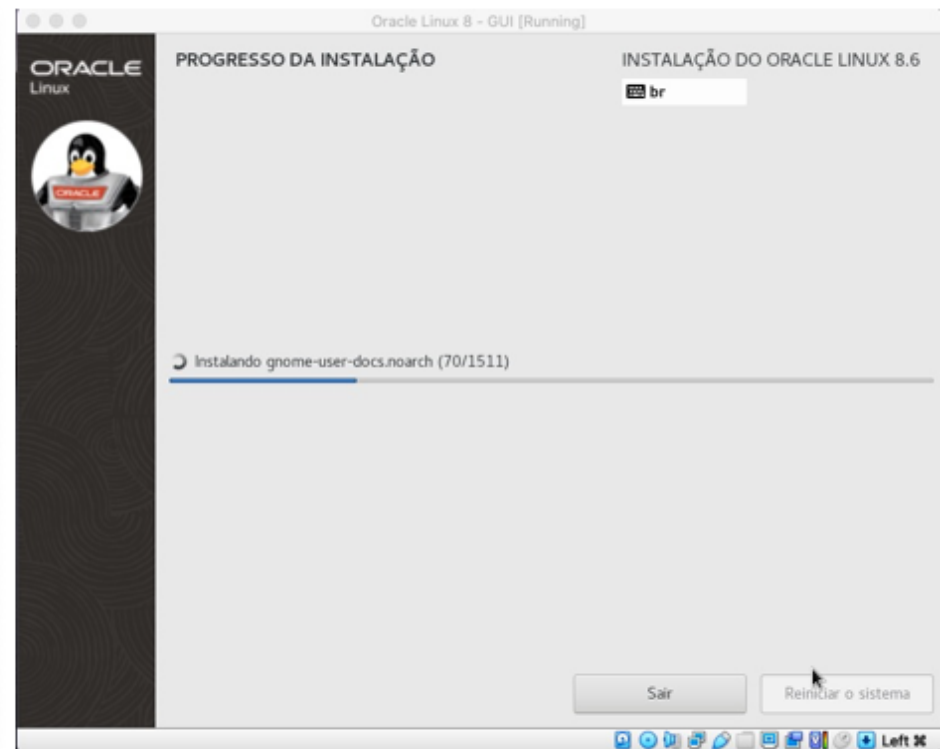 Oracle Linux 8 - GUI [Running]
ORACLE
Linux
PROGRESSO DA INSTALAÇÃO
INSTALAÇÃO DO ORACLE LINUX 8.6
br
ORACLE
Instalando gnome-user-docs.noarch (70/1511)
Sair
Reiniciar o sistema
Left ⌘